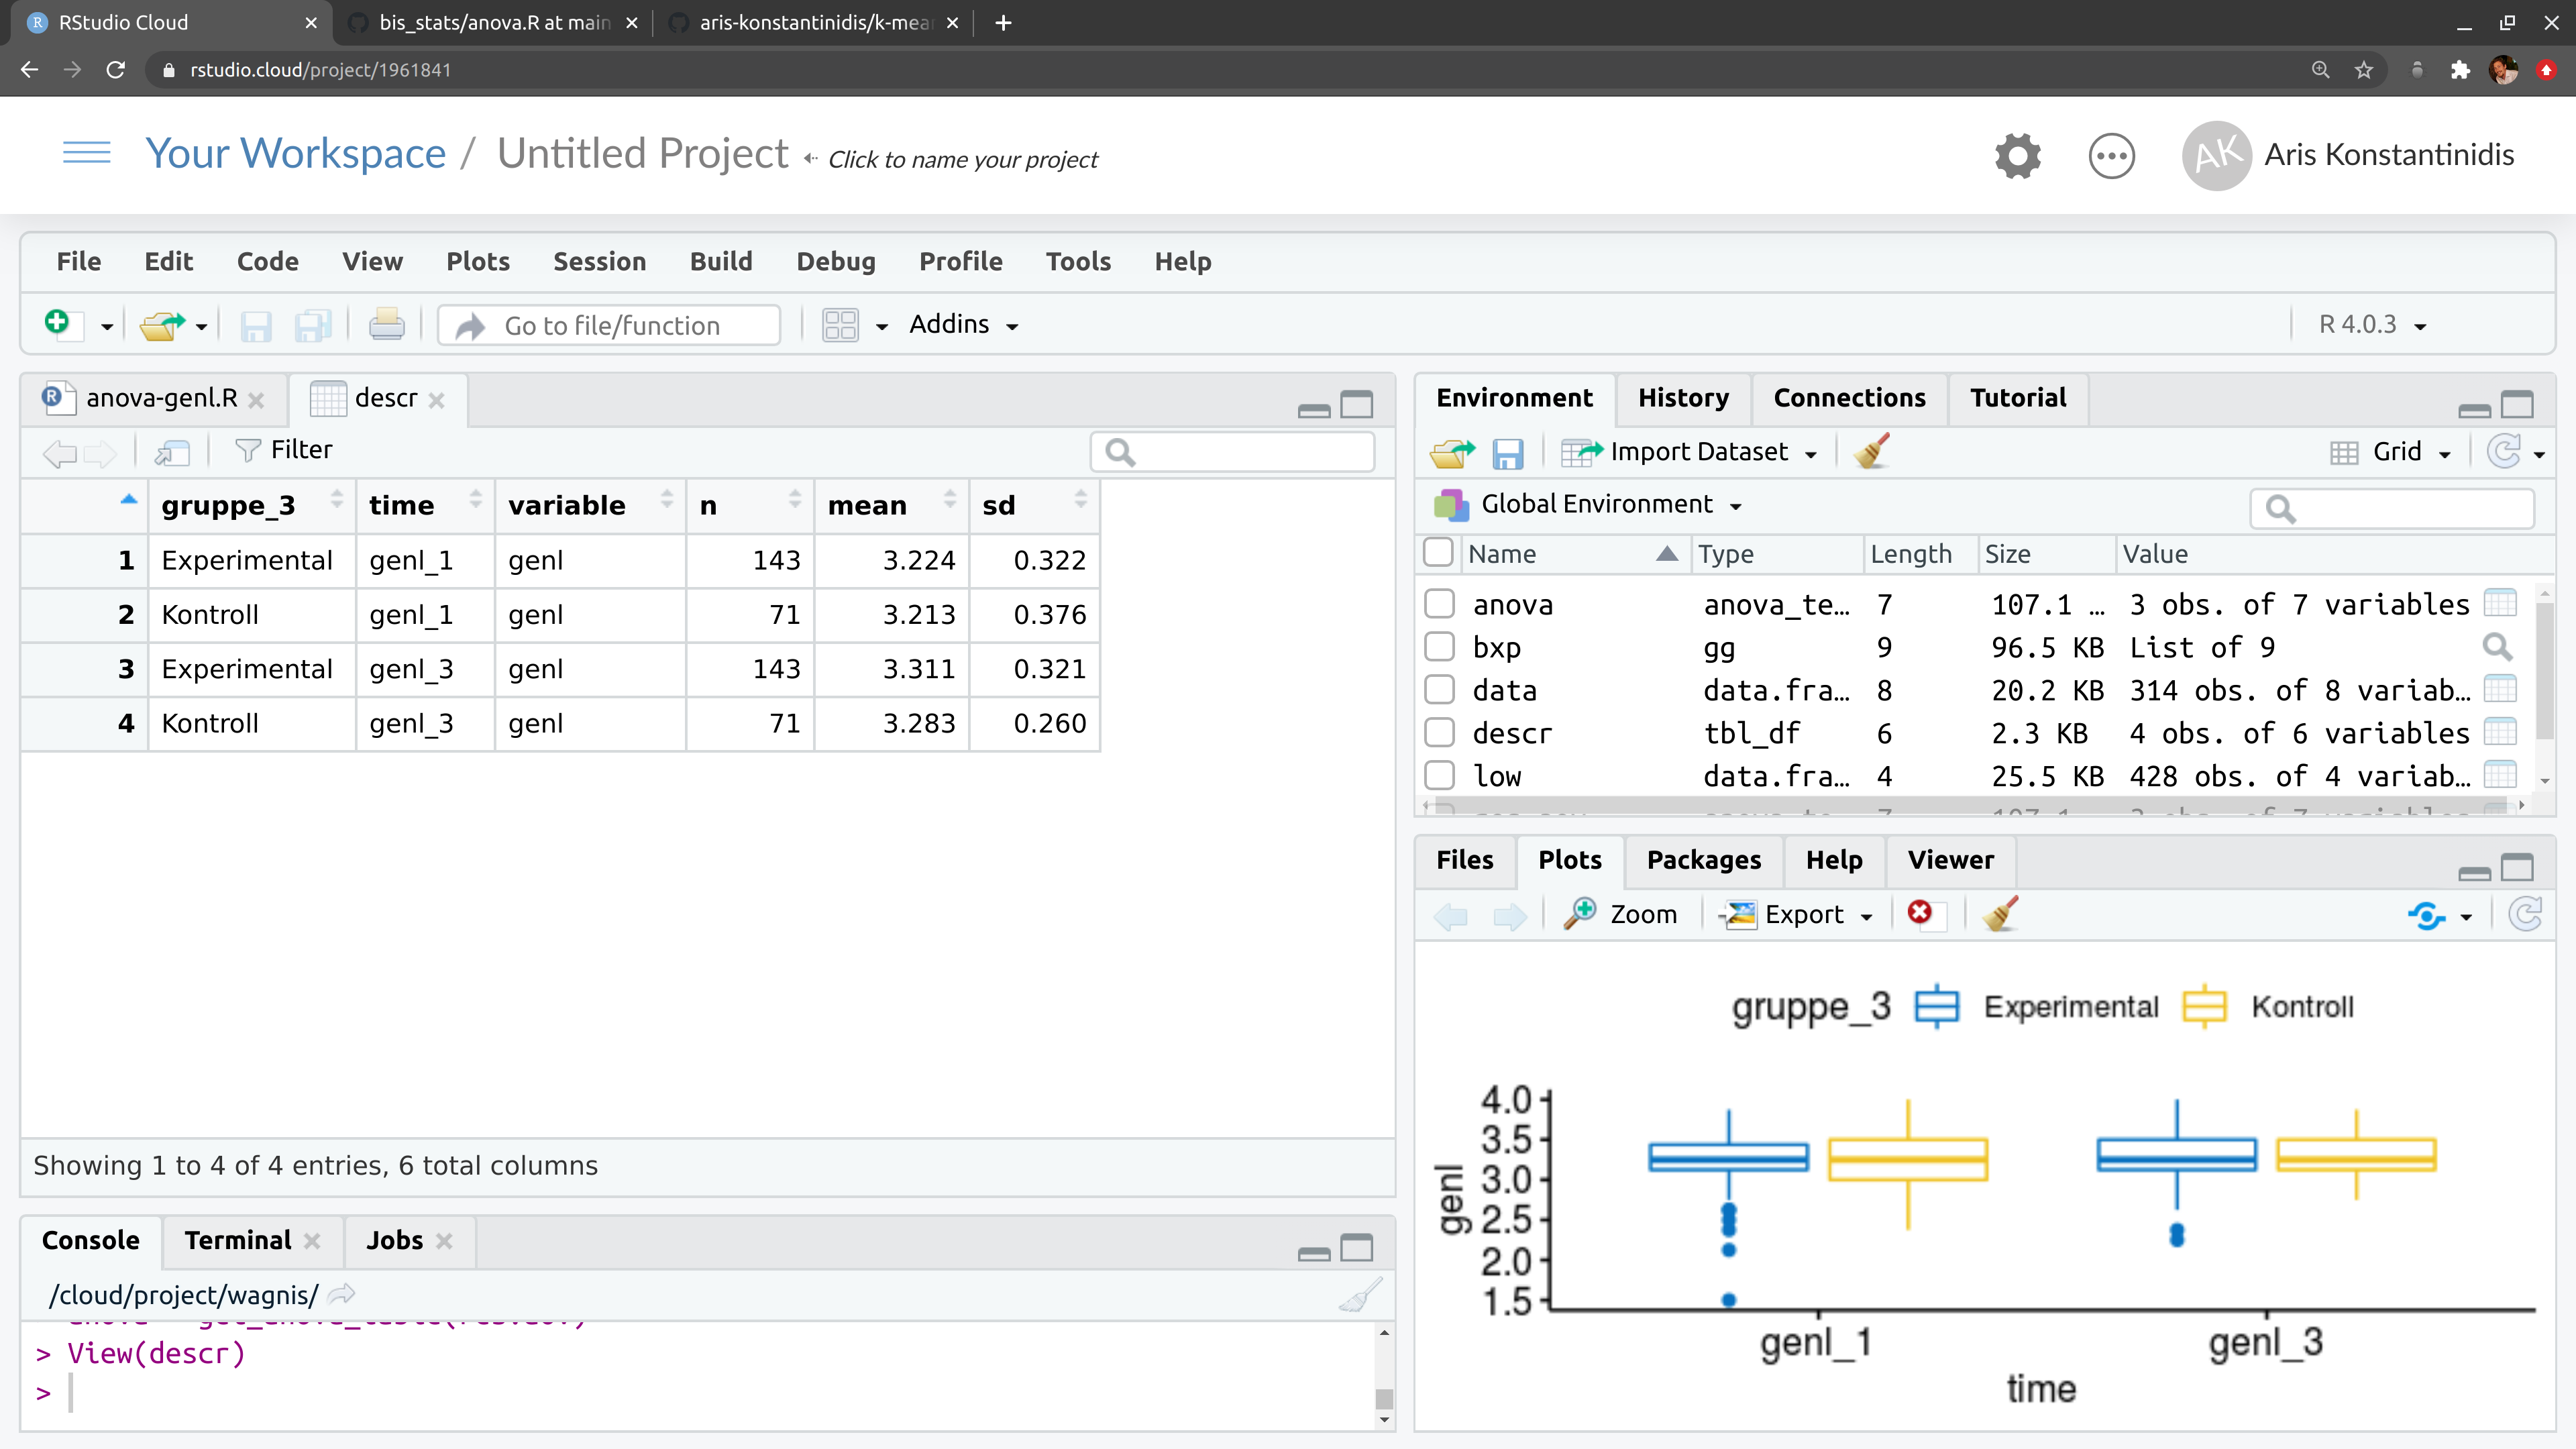 RStudio Cloud
bis_stats/anova.R at main
aris-konstantinidis/k-mea
rstudio.cloud/project/1961841
Your Workspace / Untitled Project Click to name your project
AK Aris Konstantinidis
File Edit Code View Plots Session Build Debug Profile Tools Help
Go to file/function Addins R 4.0.3
anova-genl.R descr
Filter
gruppe_3 time variable n mean sd
1 Experimental genl_1 genl 143 3.224 0.322
2 Kontroll genl_1 genl 71 3.213 0.376
3 Experimental genl_3 genl 143 3.311 0.321
4 Kontroll genl_3 genl 71 3.283 0.260
Showing 1 to 4 of 4 entries, 6 total columns
Console Terminal Jobs
/cloud/project/wagnis/
> View(descr)
>
Environment History Connections Tutorial
Import Dataset Grid
Global Environment
Name Type Length Size Value
anova anova_te… 7 107.1 … 3 obs. of 7 variables
bxp gg 9 96.5 KB List of 9
data data.fra… 8 20.2 KB 314 obs. of 8 variab…
descr tbl_df 6 2.3 KB 4 obs. of 6 variables
low data.fra… 4 25.5 KB 428 obs. of 4 variab…
Files Plots Packages Help Viewer
Zoom Export
gruppe_3 Experimental Kontroll
4.0
3.5
3.0
2.5
2.0
1.5
genl
genl_1 genl_3
time